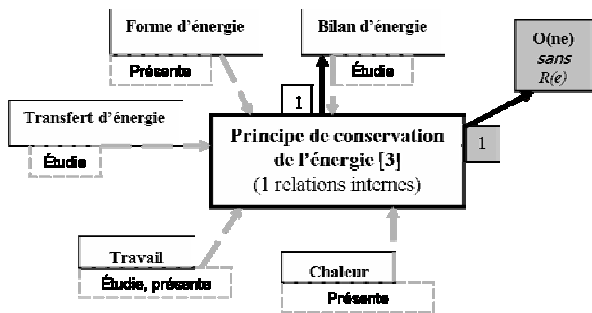 Forme d'énergie
Présente
Bilan d'énergie
Étudie
O(ne)
sans
R(e)
1
Transfert d'énergie
Étudie
Principe de conservation
de l'énergie [3]
(1 relations internes)
1
Travail
Étudie, présente
Chaleur
Présente